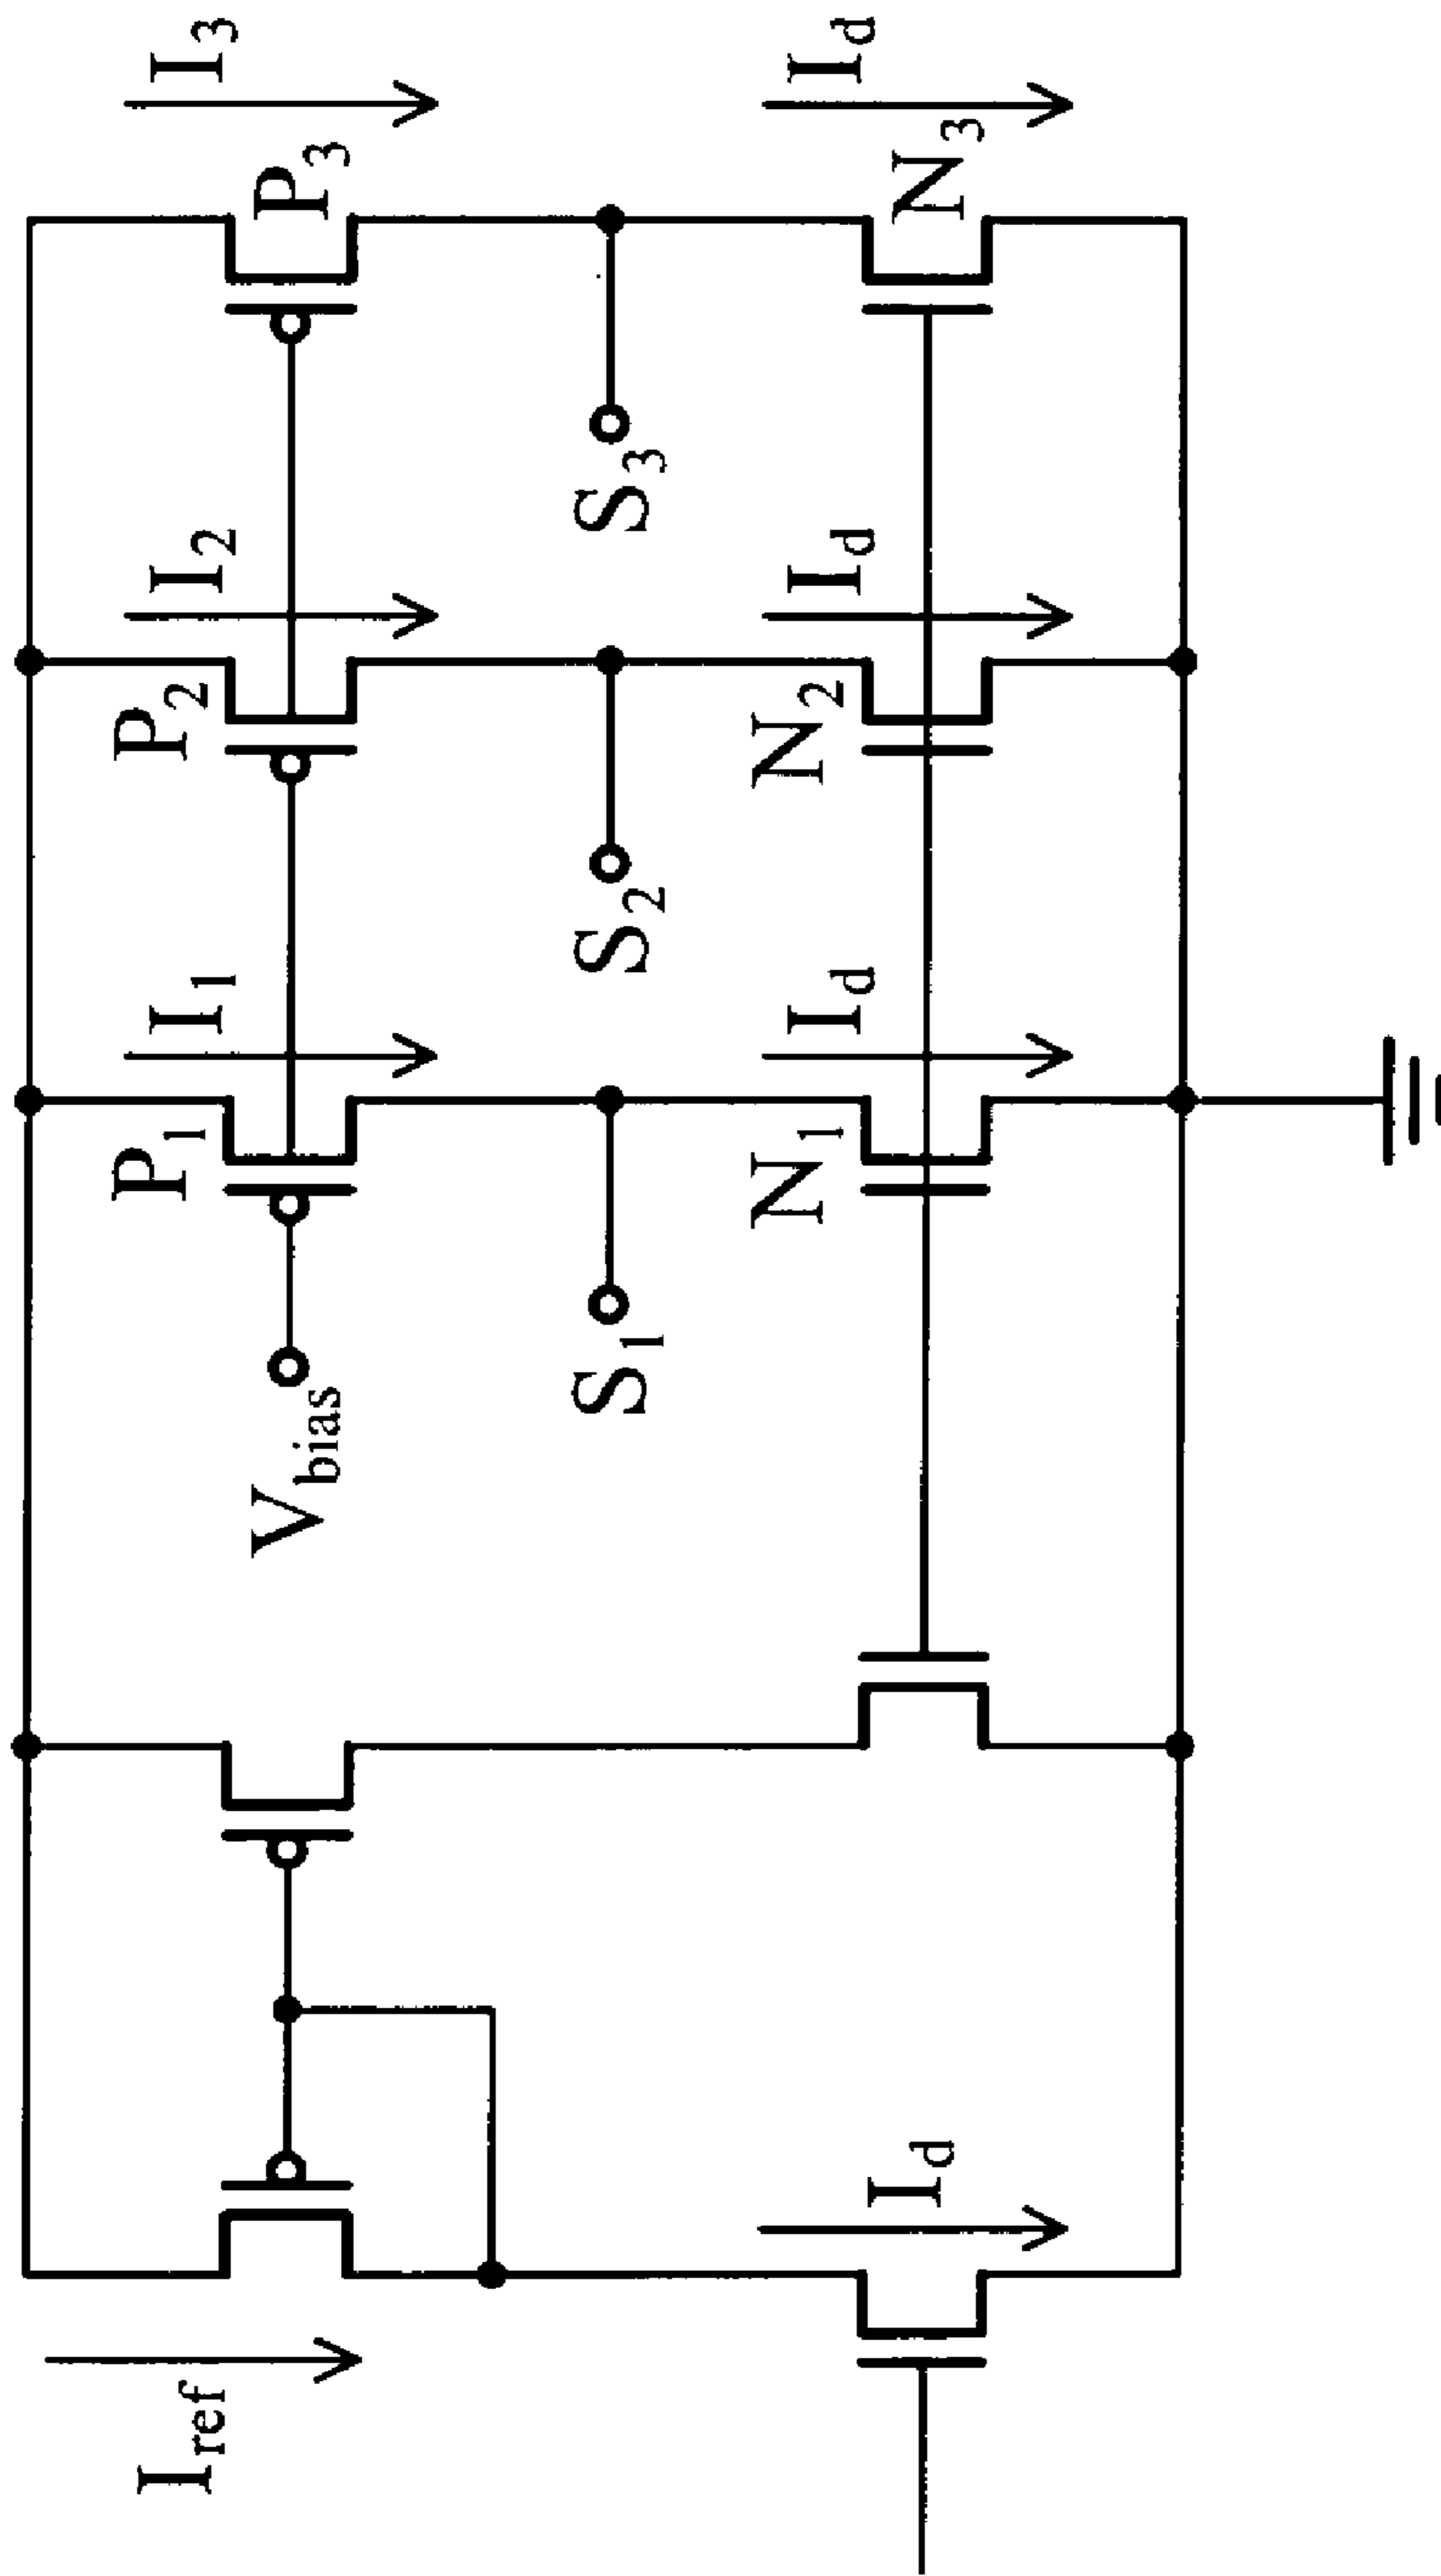 I3
Id
P3
N3
S3
I2
Id
P2
N2
S2
I1
Id
P1
N1
Vbias
S1
Id
Iref